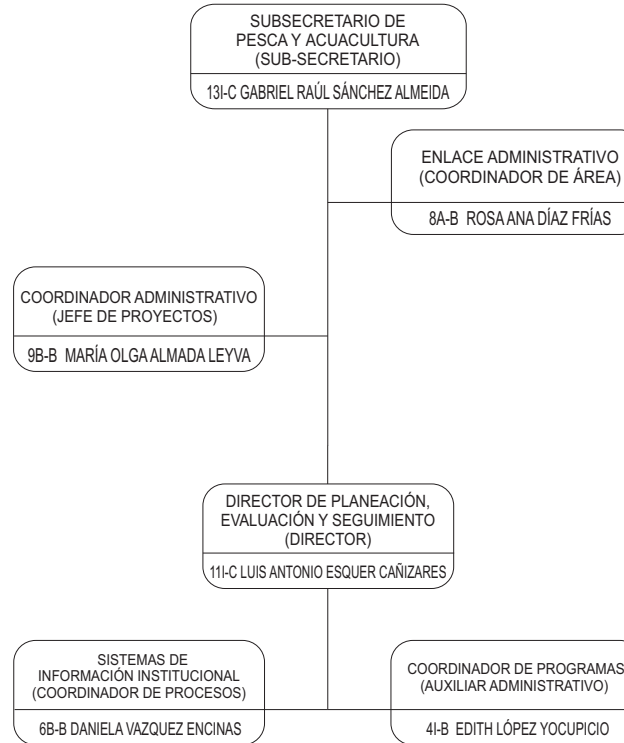 SUBSECRETARIO DE
PESCA Y ACUACULTURA
(SUB-SECRETARIO)
13I-C GABRIEL RAÚL SÁNCHEZ ALMEIDA
ENLACE ADMINISTRATIVO
(COORDINADOR DE ÁREA)
8A-B ROSA ANA DÍAZ FRÍAS
COORDINADOR ADMINISTRATIVO
(JEFE DE PROYECTOS)
9B-B MARÍA OLGA ALMADA LEYVA
DIRECTOR DE PLANEACIÓN,
EVALUACIÓN Y SEGUIMIENTO
(DIRECTOR)
11I-C LUIS ANTONIO ESQUER CAÑIZARES
SISTEMAS DE
INFORMACIÓN INSTITUCIONAL
(COORDINADOR DE PROCESOS)
6B-B DANIELA VAZQUEZ ENCINAS
COORDINADOR DE PROGRAMAS
(AUXILIAR ADMINISTRATIVO)
4I-B EDITH LÓPEZ YOCUPICIO